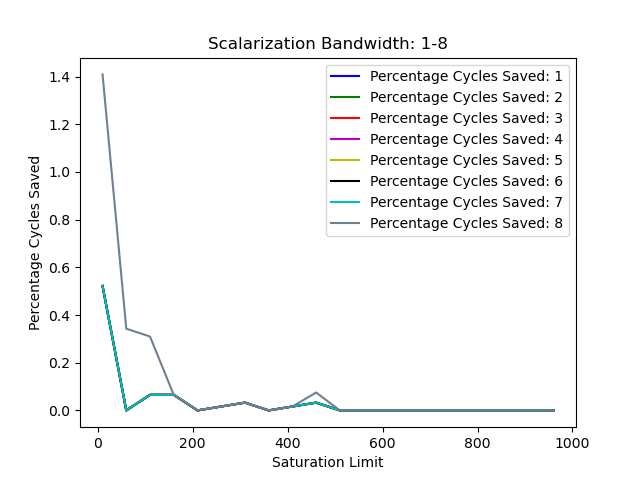 Scalarization Bandwidth: 1-8
Percentage Cycles Saved: 1
Percentage Cycles Saved: 2
Percentage Cycles Saved: 3
Percentage Cycles Saved: 4
Percentage Cycles Saved: 5
Percentage Cycles Saved: 6
Percentage Cycles Saved: 7
Percentage Cycles Saved: 8
Percentage Cycles Saved
1.4
1.2
1.0
0.8
0.6
0.4
0.2
0.0
0 200 400 600 800 1000
Saturation Limit